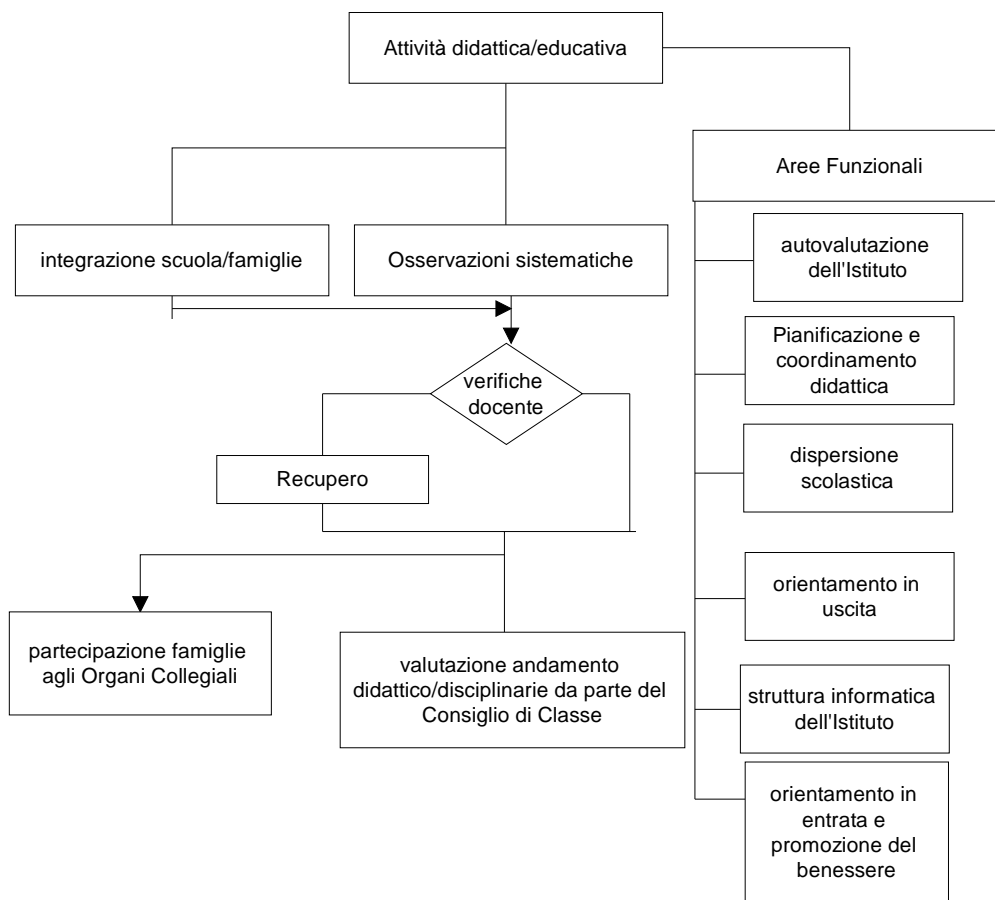 Attività didattica/educativa
Aree Funzionali
integrazione scuola/famiglie
Osservazioni sistematiche
autovalutazione
dell'Istituto
Pianificazione e
coordinamento
didattica
verifiche
docente
dispersione
scolastica
Recupero
orientamento in
uscita
partecipazione famiglie
agli Organi Collegiali
valutazione andamento
didattico/disciplinarie da parte del
Consiglio di Classe
struttura informatica
dell'Istituto
orientamento in
entrata e
promozione del
benessere